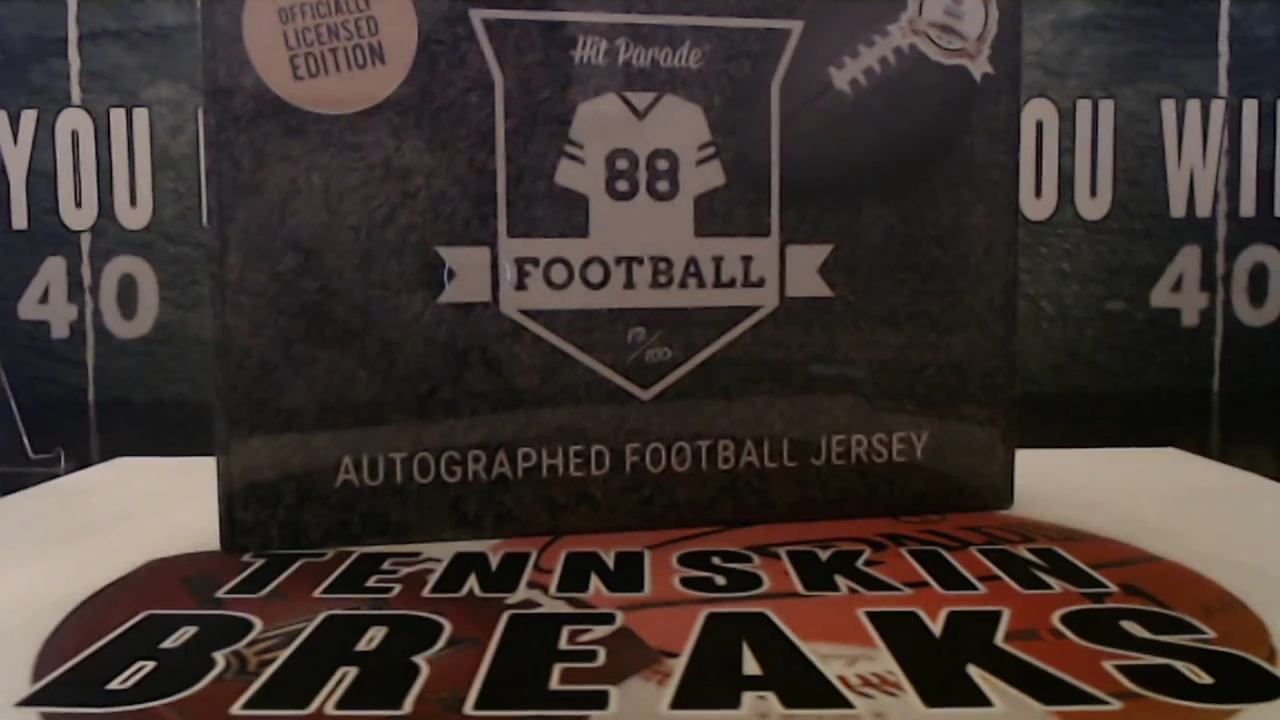 OFFICIALLY
LICENSED
EDITION
Hit Parade
88
FOOTBALL
AUTOGRAPHED FOOTBALL JERSEY
YOU
OU WI
40
40
TENNSKIN
BREAKS